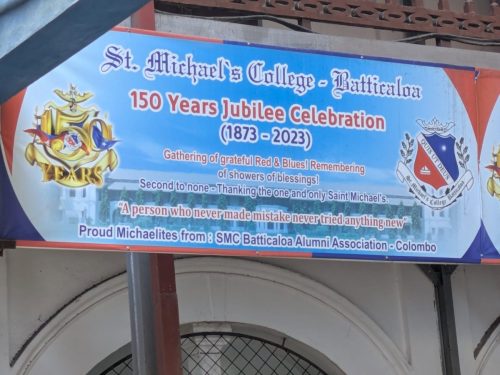 St. Michael`s College - Batticaloa
150 Years Jubilee Celebration
(1873 - 2023)
Gathering of grateful Red & Blues! Remembering
of showers of blessings!
Second to none - Thanking the one and only Saint Michael's.
"A person who never made mistake never tried anything new"
Proud Michaelites from : SMC Batticaloa Alumni Association - Colombo
150
YEARS